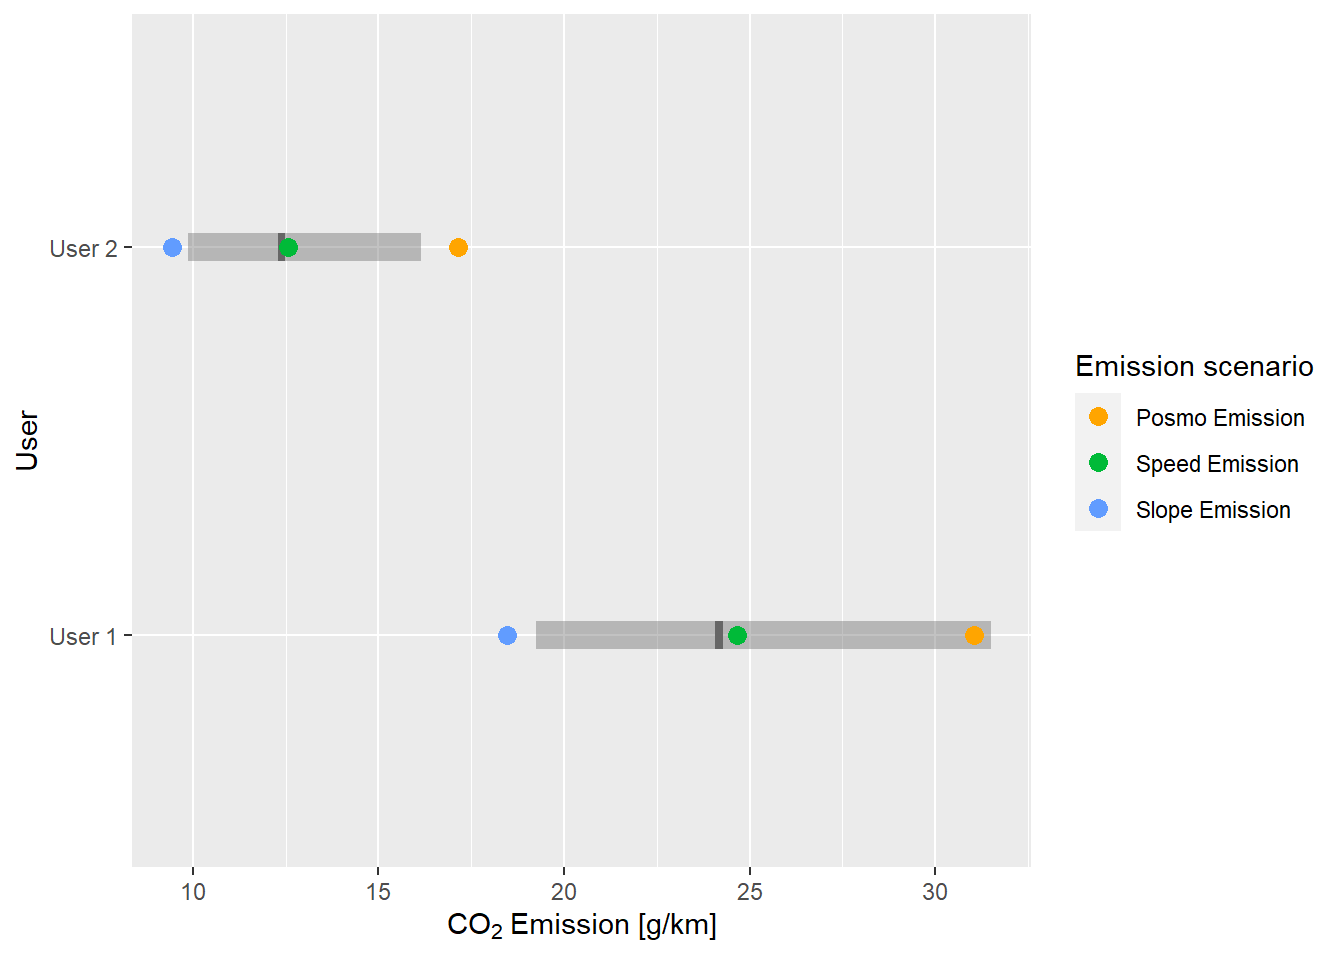 User 2
User 1
User
10 15 20 25 30
CO₂ Emission [g/km]
Emission scenario
Posmo Emission
Speed Emission
Slope Emission